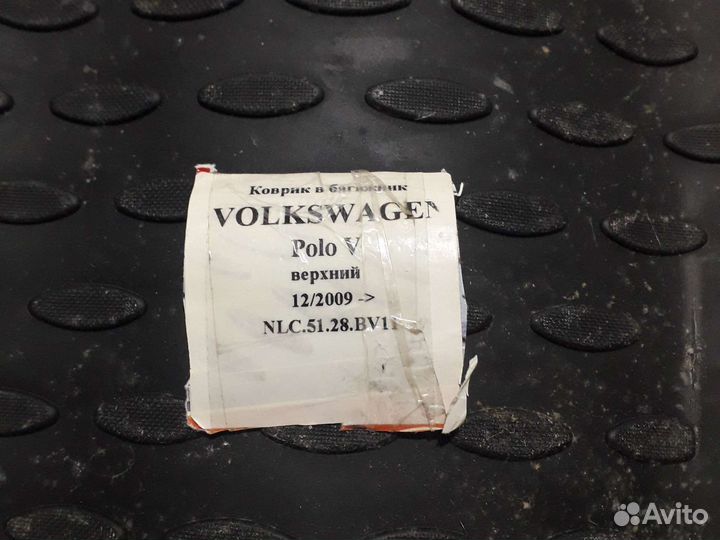 Коврик в багажник
VOLKSWAGEN
Polo V
верхний
12/2009 ->
NLC.51.28.BV11
Avito